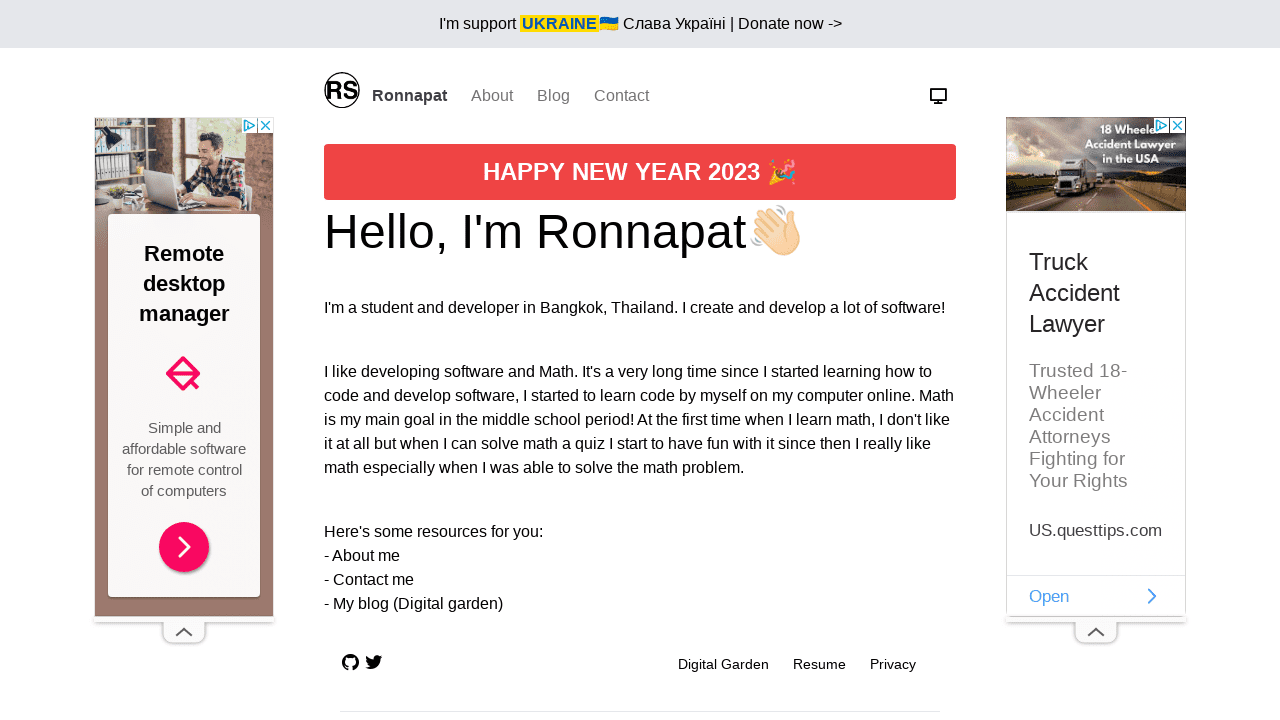 I'm support UKRAINE🇺🇦 Слава Україні | Donate now ->
RS Ronnapat About Blog Contact
HAPPY NEW YEAR 2023 🎉
Hello, I'm Ronnapat👋🏻
I'm a student and developer in Bangkok, Thailand. I create and develop a lot of software!
I like developing software and Math. It's a very long time since I started learning how to
code and develop software, I started to learn code by myself on my computer online. Math
is my main goal in the middle school period! At the first time when I learn math, I don't like
it at all but when I can solve math a quiz I start to have fun with it since then I really like
math especially when I was able to solve the math problem.
Here's some resources for you:
- About me
- Contact me
- My blog (Digital garden)
Digital Garden Resume Privacy
Remote
desktop
manager
Simple and
affordable software
for remote control
of computers
18 Wheeler
Accident Lawyer
in the USA
Truck
Accident
Lawyer
Trusted 18-
Wheeler
Accident
Attorneys
Fighting for
Your Rights
US.questtips.com
Open